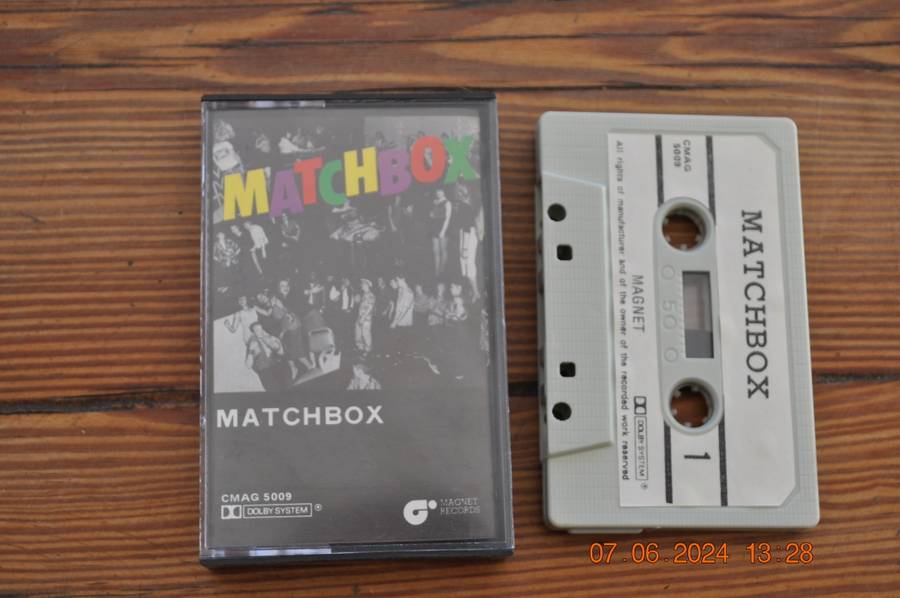 MATCHBOX
MATCHBOX
CMAG 5009
DOLBY SYSTEM ®
MAGNET
RECORDS
MATCHBOX
CMAG
5009
50
1
MAGNET
DOLBY SYSTEM ®
All rights of manufacturer and of the owner of the recorded work reserved
07.06.2024 13:28